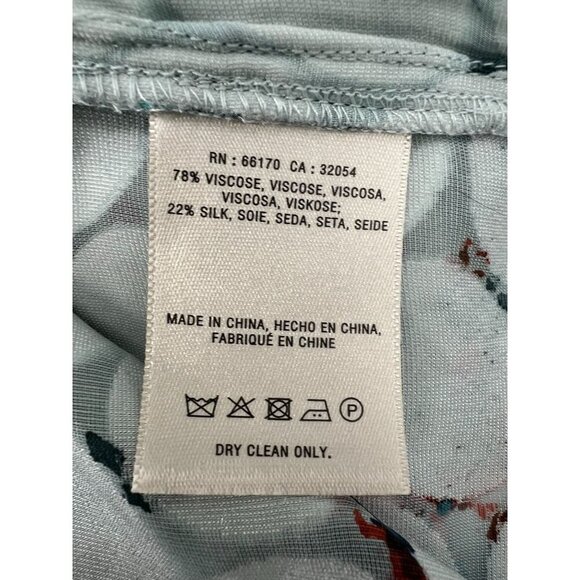 RN : 66170 CA : 32054
78% VISCOSE, VISCOSE, VISCOSA,
VISCOSA, VISKOSE;
22% SILK, SOIE, SEDA, SETA, SEIDE
MADE IN CHINA, HECHO EN CHINA,
FABRIQUÉ EN CHINE
P
DRY CLEAN ONLY.